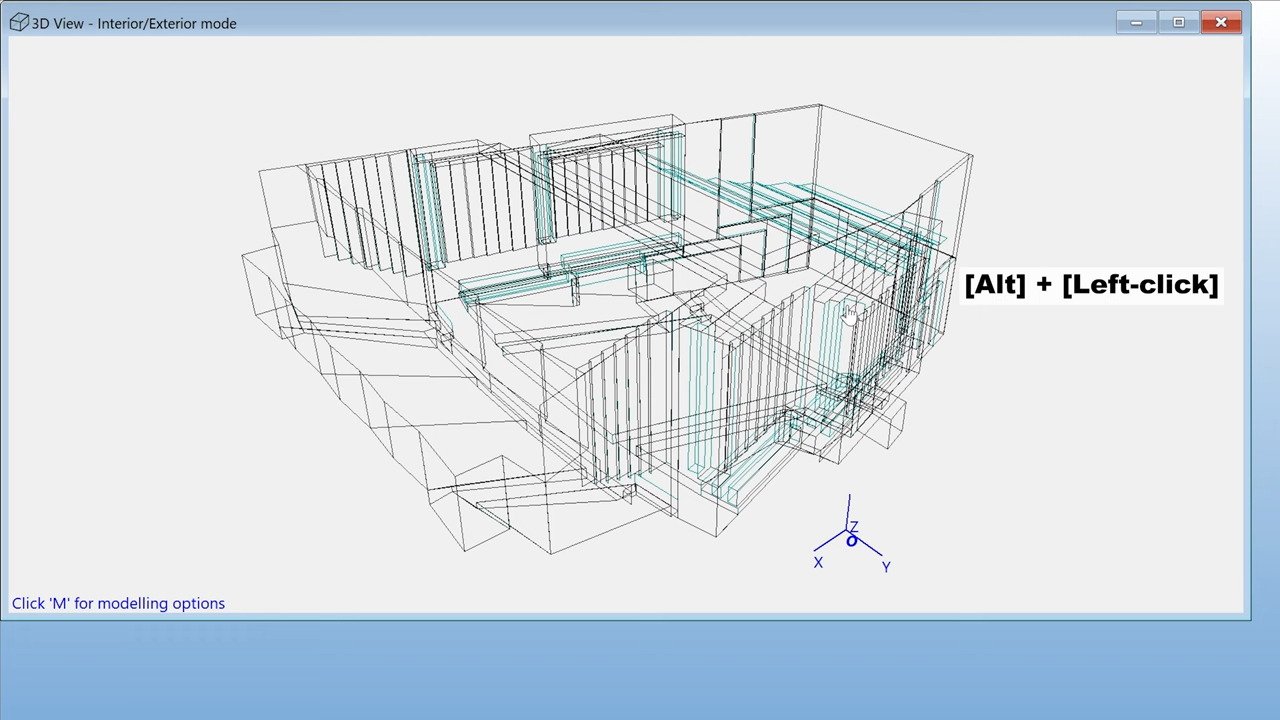 3D View - Interior/Exterior mode
[Alt] + [Left-click]
Z
O
X
Y
Click 'M' for modelling options